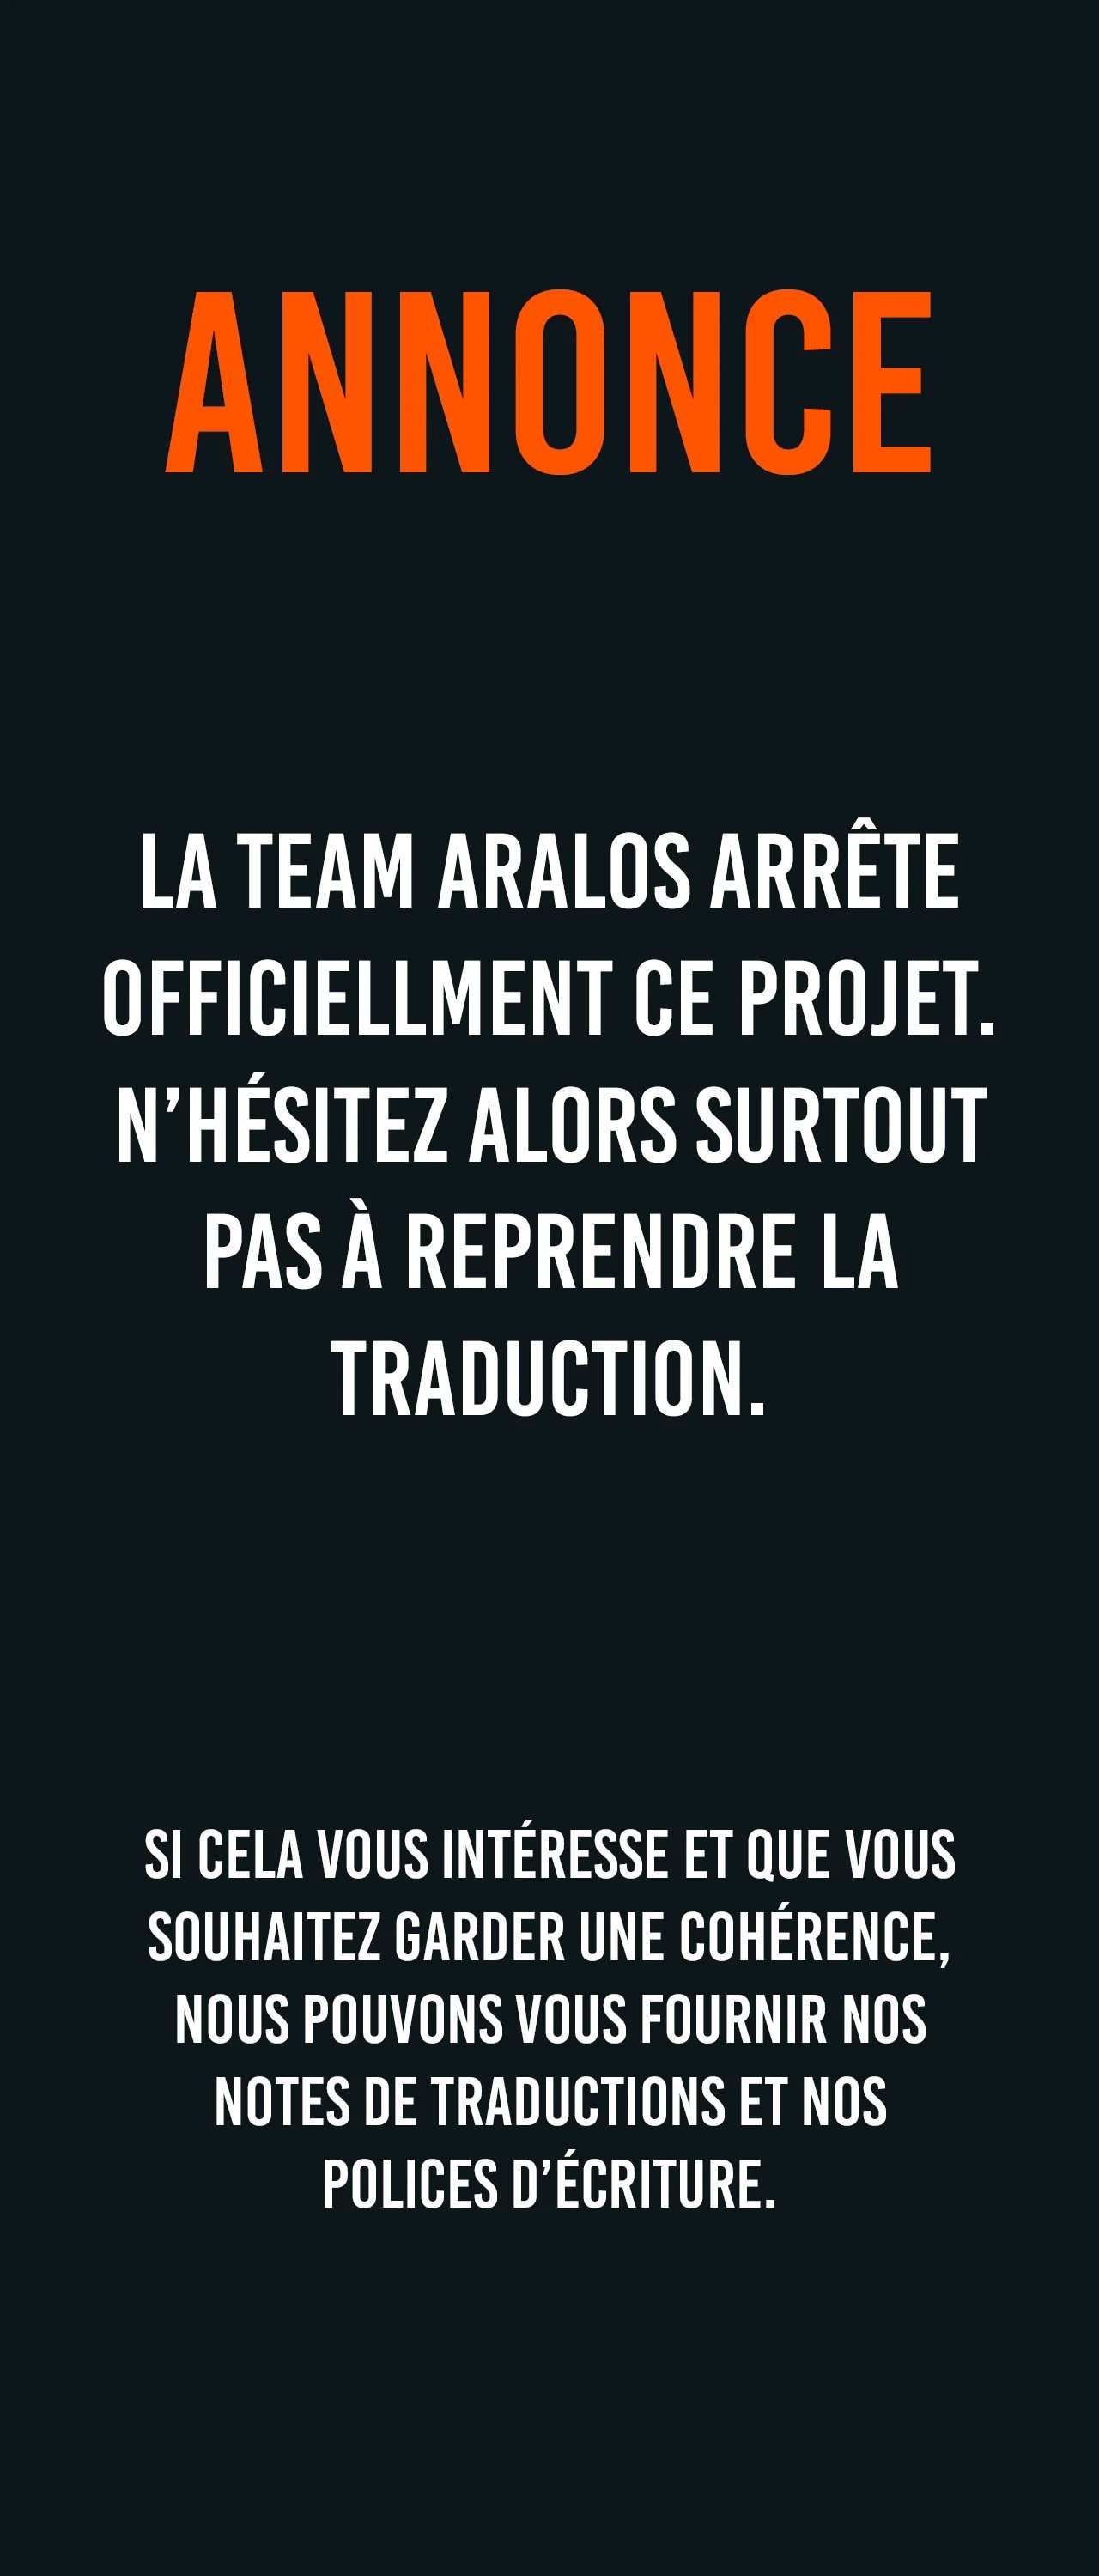 ANNONCE
LA TEAM ARALOS ARRÊTE
OFFICIELLMENT CE PROJET.
N’HÉSITEZ ALORS SURTOUT
PAS À REPRENDRE LA
TRADUCTION.
SI CELA VOUS INTÉRESSE ET QUE VOUS
SOUHAITEZ GARDER UNE COHÉRENCE,
NOUS POUVONS VOUS FOURNIR NOS
NOTES DE TRADUCTIONS ET NOS
POLICES D’ÉCRITURE.